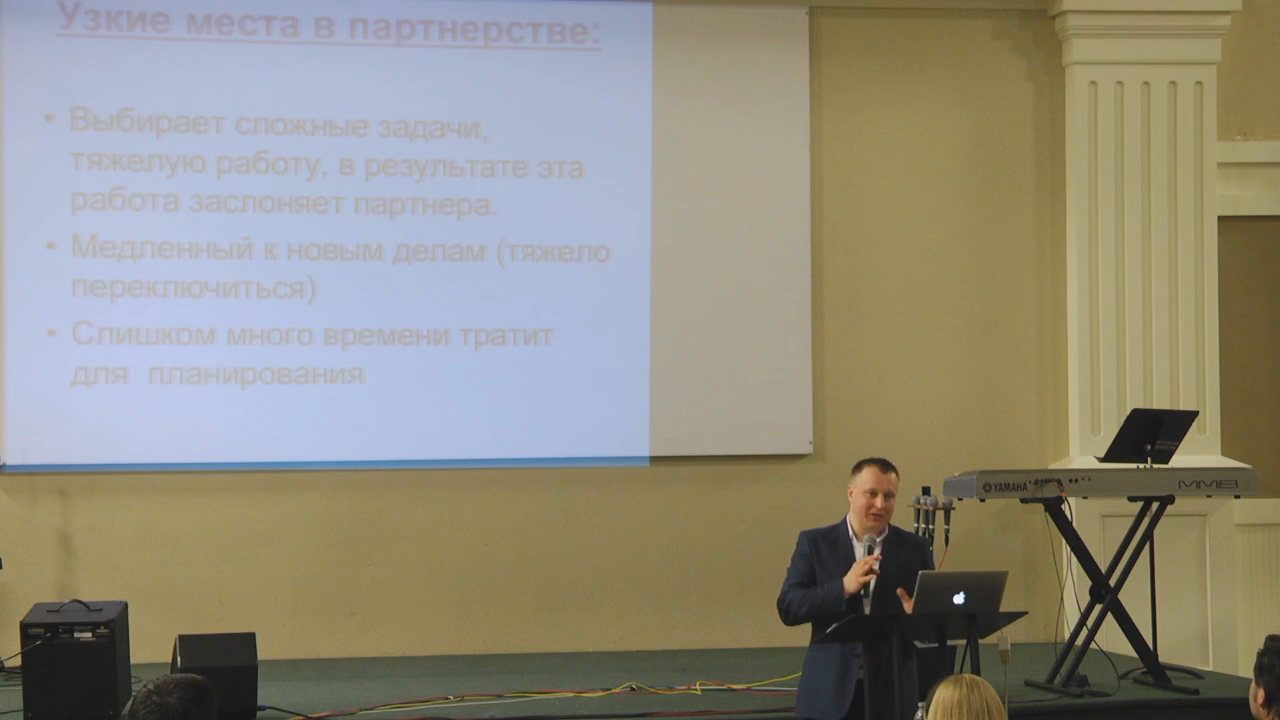 Узкие места в партнерстве:
• Выбирает сложные задачи,
тяжелую работу, в результате эта
работа заслоняет партнера.
• Медленный к новым делам (тяжело
переключиться)
• Слишком много времени тратит
для планирования
YAMAHA
MM8